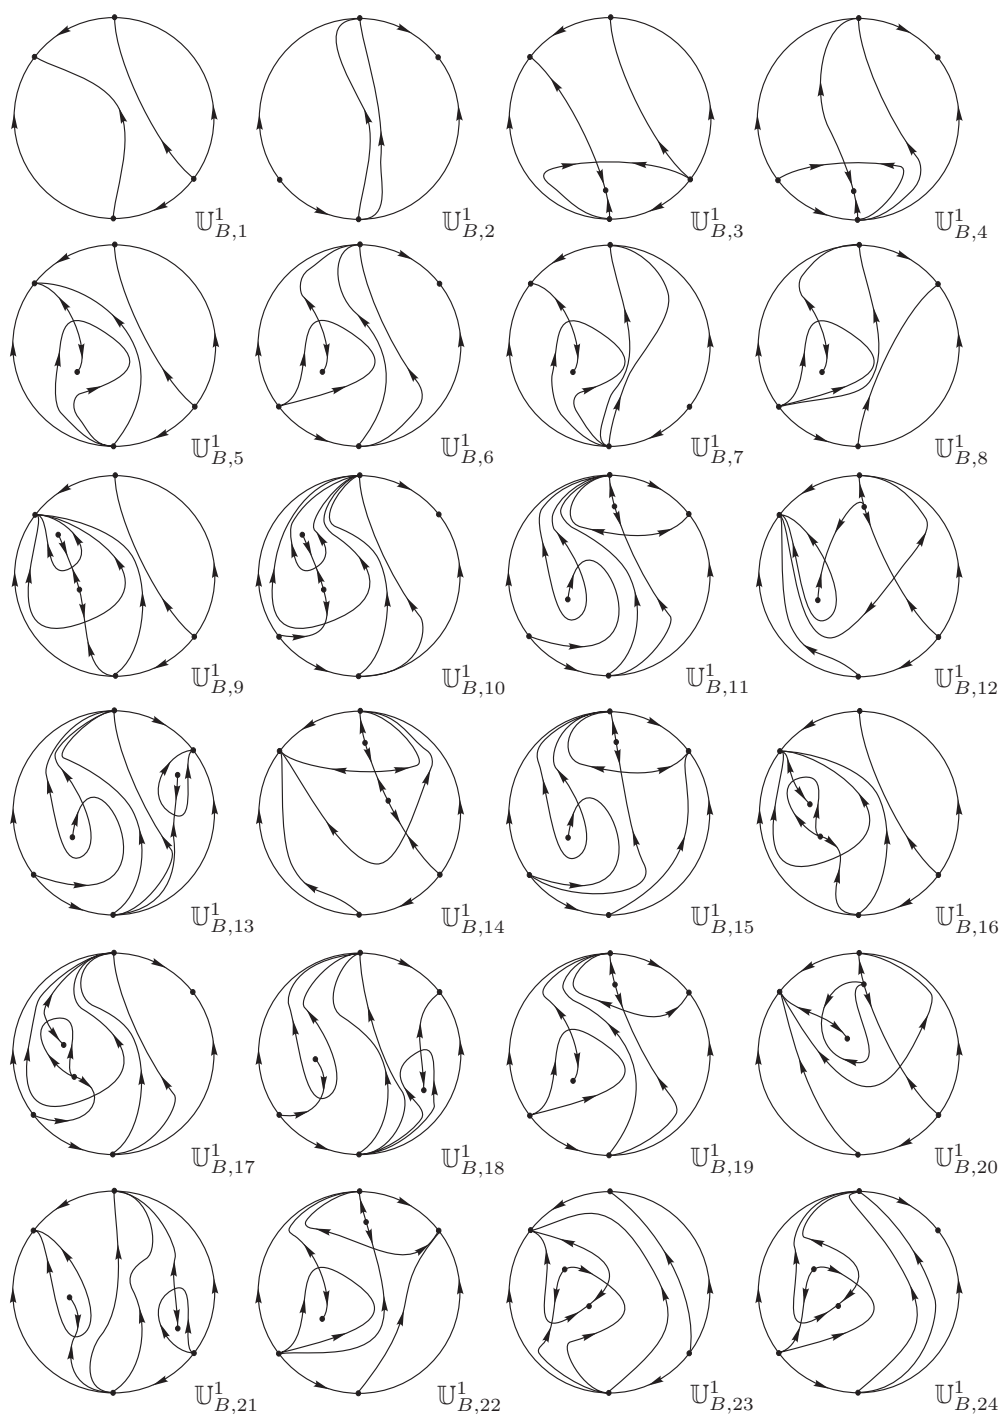 𝕌¹_{B,1} 𝕌¹_{B,2} 𝕌¹_{B,3} 𝕌¹_{B,4}
𝕌¹_{B,5} 𝕌¹_{B,6} 𝕌¹_{B,7} 𝕌¹_{B,8}
𝕌¹_{B,9} 𝕌¹_{B,10} 𝕌¹_{B,11} 𝕌¹_{B,12}
𝕌¹_{B,13} 𝕌¹_{B,14} 𝕌¹_{B,15} 𝕌¹_{B,16}
𝕌¹_{B,17} 𝕌¹_{B,18} 𝕌¹_{B,19} 𝕌¹_{B,20}
𝕌¹_{B,21} 𝕌¹_{B,22} 𝕌¹_{B,23} 𝕌¹_{B,24}